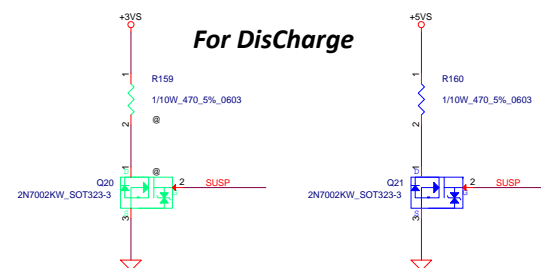 +3VS
+5VS
For DisCharge
1
R159
1/10W_470_5%_0603
2
@
1
R160
1/10W_470_5%_0603
2
1
@
Q20
2N7002KW_SOT323-3
2
SUSP
3
1
Q21
2N7002KW_SOT323-3
2
SUSP
3